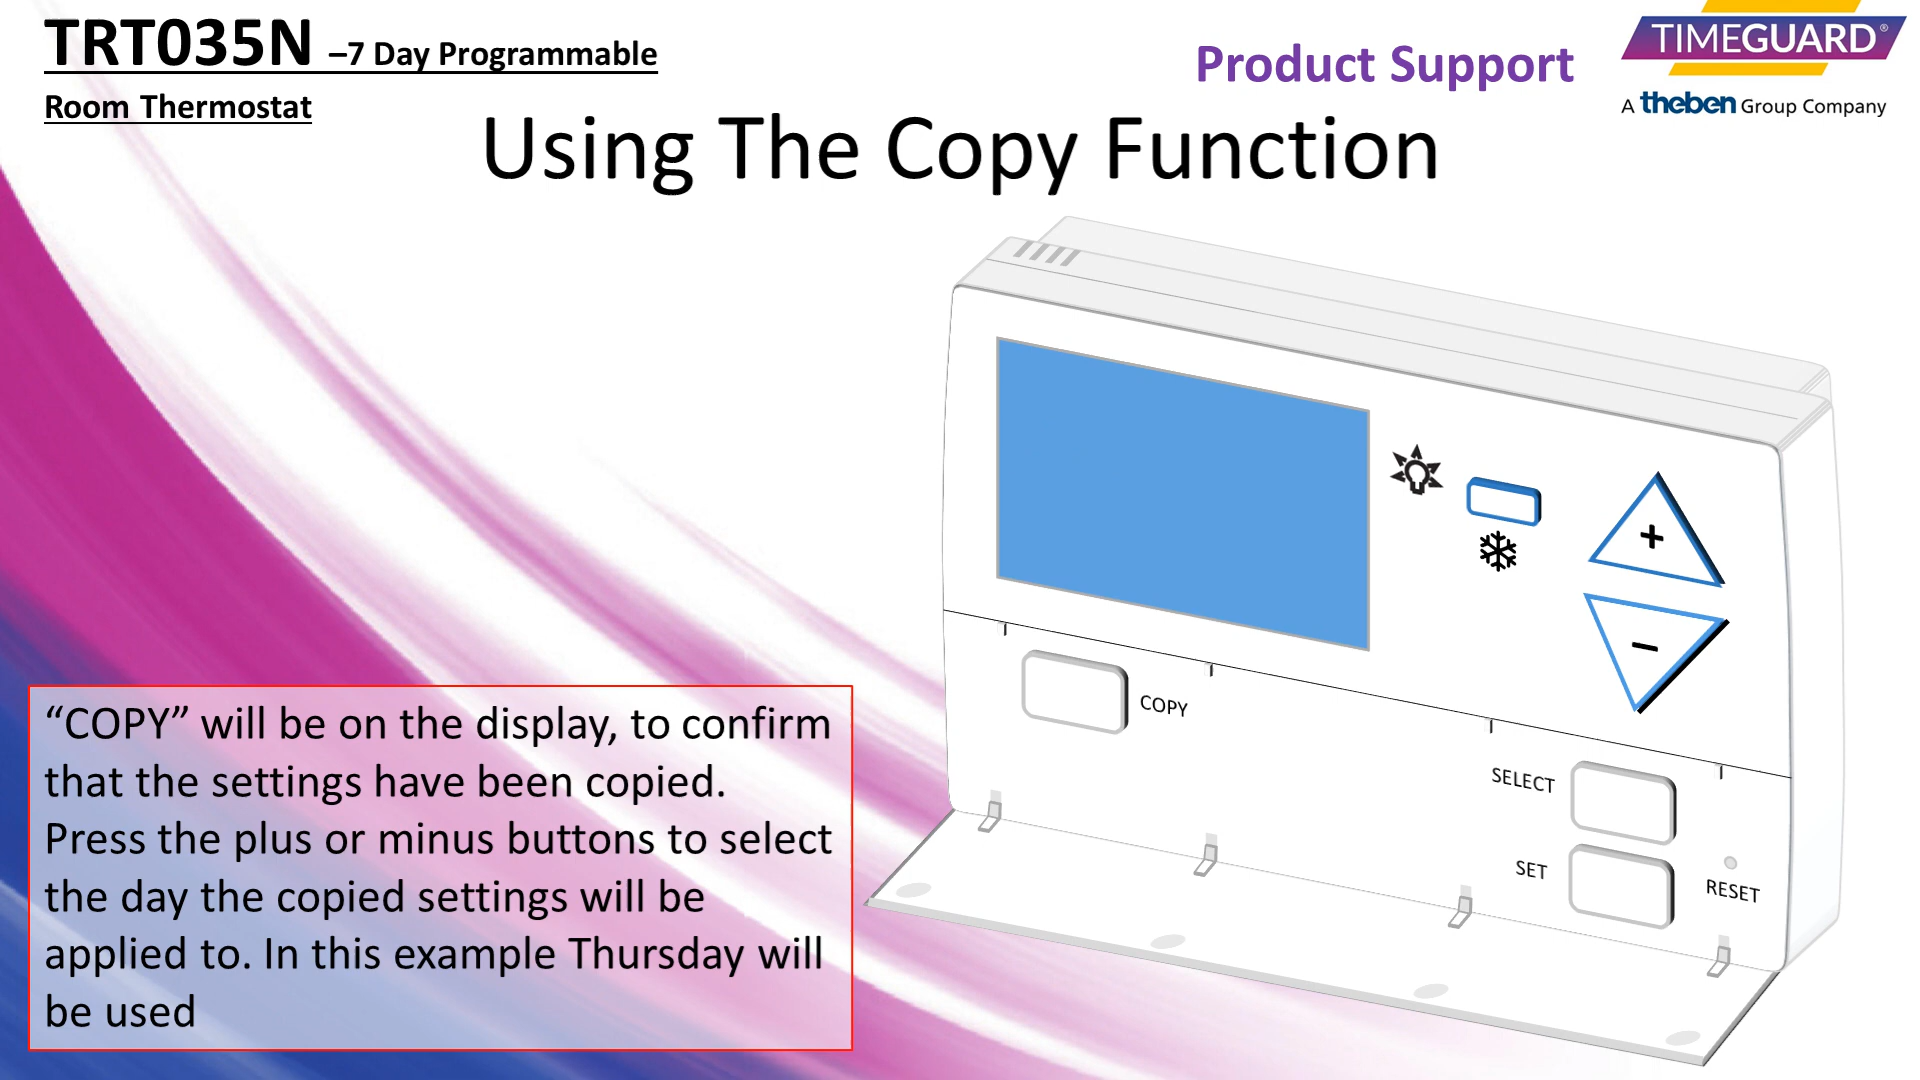 TRT035N –7 Day Programmable
Room Thermostat
Product Support
TIMEGUARD®
A theben Group Company
Using The Copy Function
+
−
COPY
SELECT
SET
RESET
“COPY” will be on the display, to confirm
that the settings have been copied.
Press the plus or minus buttons to select
the day the copied settings will be
applied to. In this example Thursday will
be used